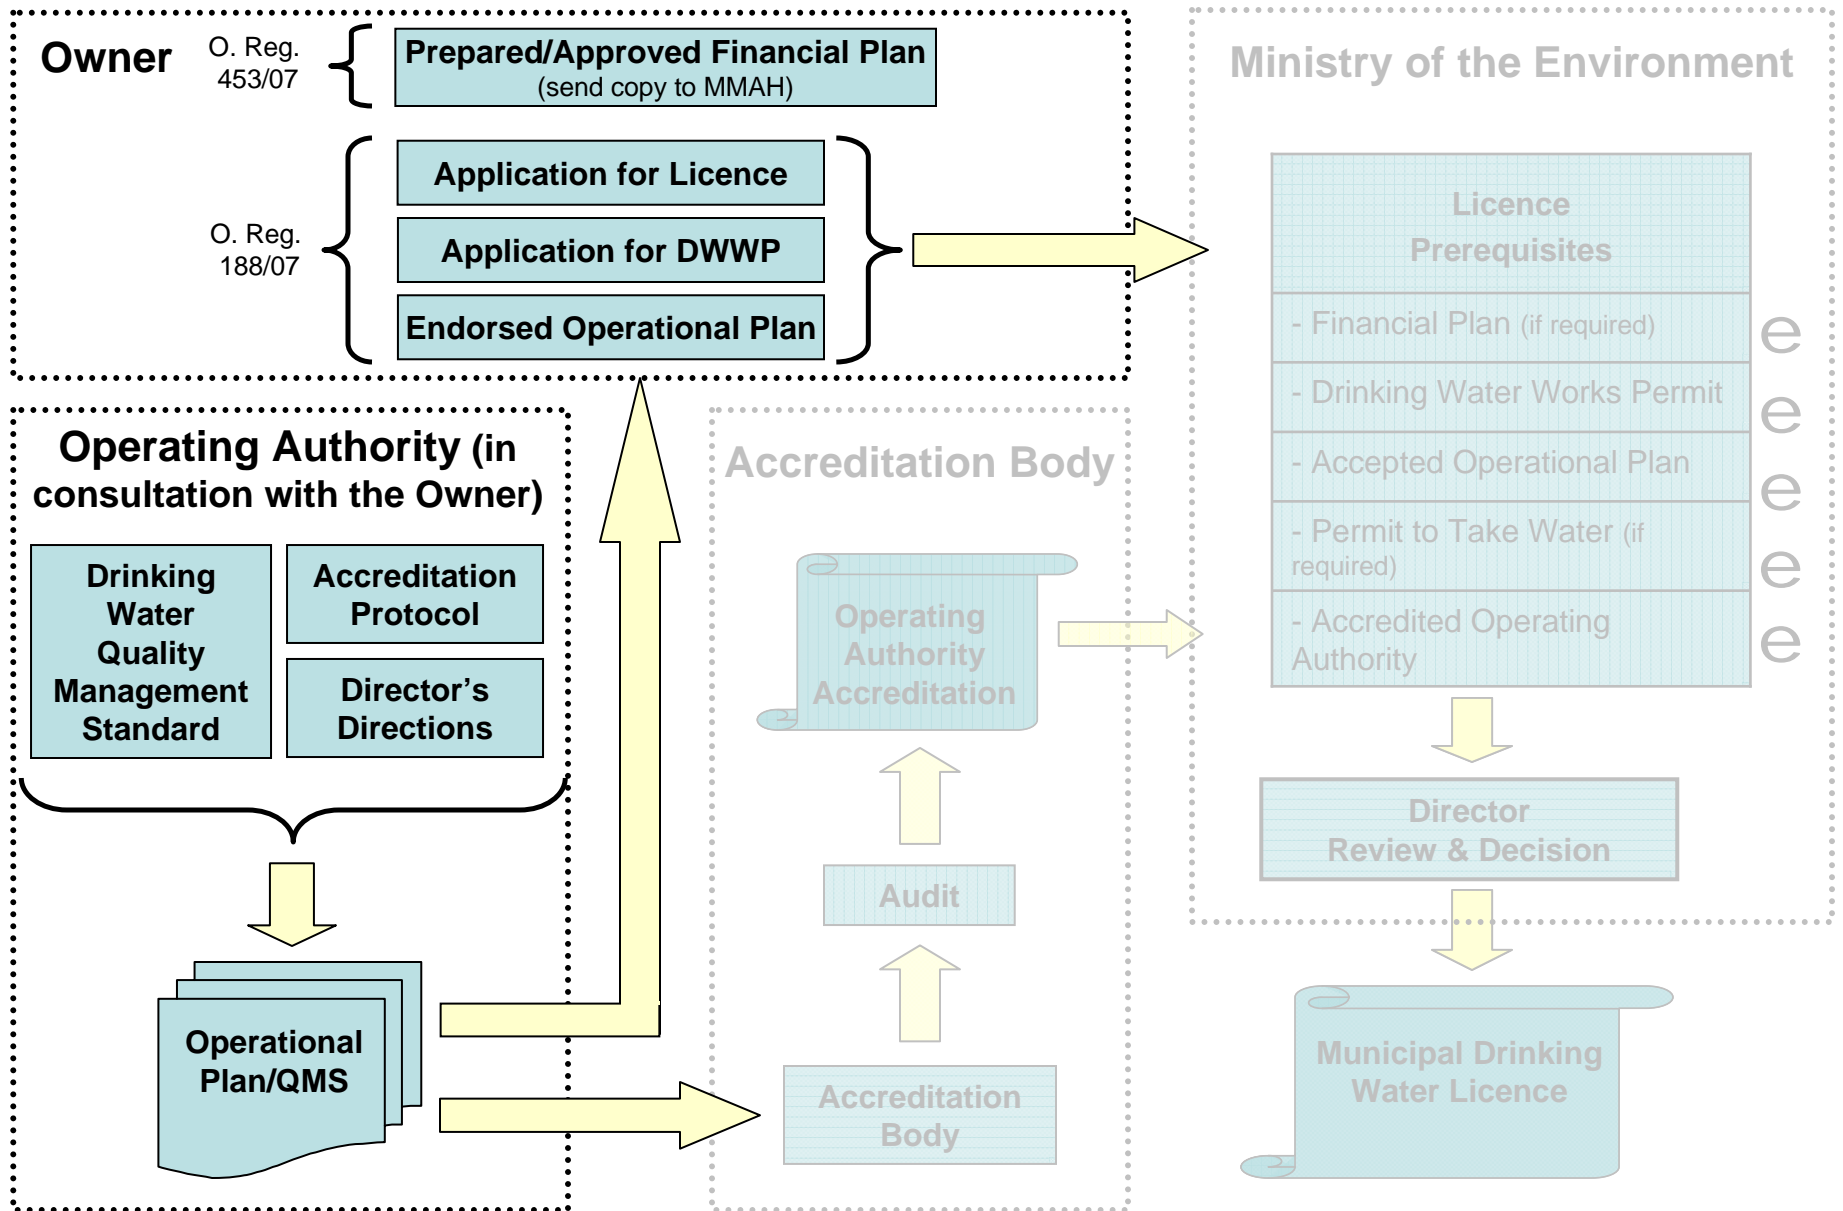 Owner
O. Reg.
453/07
Prepared/Approved Financial Plan
(send copy to MMAH)
O. Reg.
188/07
Application for Licence
Application for DWWP
Endorsed Operational Plan
Operating Authority (in
consultation with the Owner)
Drinking
Water
Quality
Management
Standard
Accreditation
Protocol
Director’s
Directions
Operational
Plan/QMS
Accreditation Body
Operating
Authority
Accreditation
Audit
Accreditation
Body
Ministry of the Environment
Licence
Prerequisites
- Financial Plan (if required)
e
- Drinking Water Works Permit
e
- Accepted Operational Plan
e
- Permit to Take Water (if
required)
e
- Accredited Operating
Authority
e
Director
Review & Decision
Municipal Drinking
Water Licence